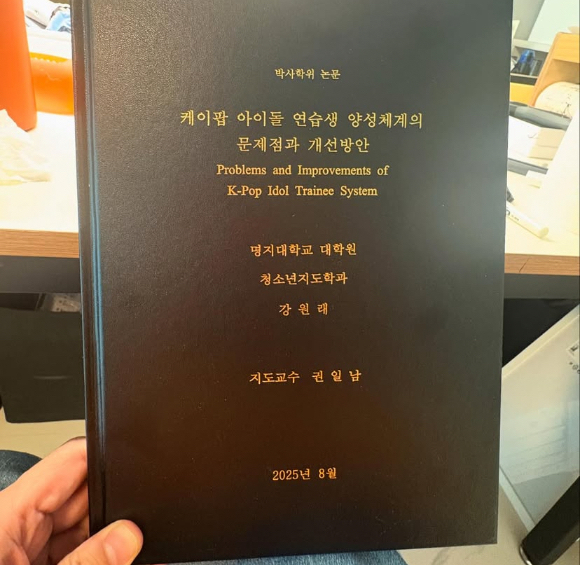 박사학위 논문
케이팝 아이돌 연습생 양성체계의
문제점과 개선방안
Problems and Improvements of
K-Pop Idol Trainee System
명지대학교 대학원
청소년지도학과
강 원 래
지도교수 권 일 남
2025년 8월